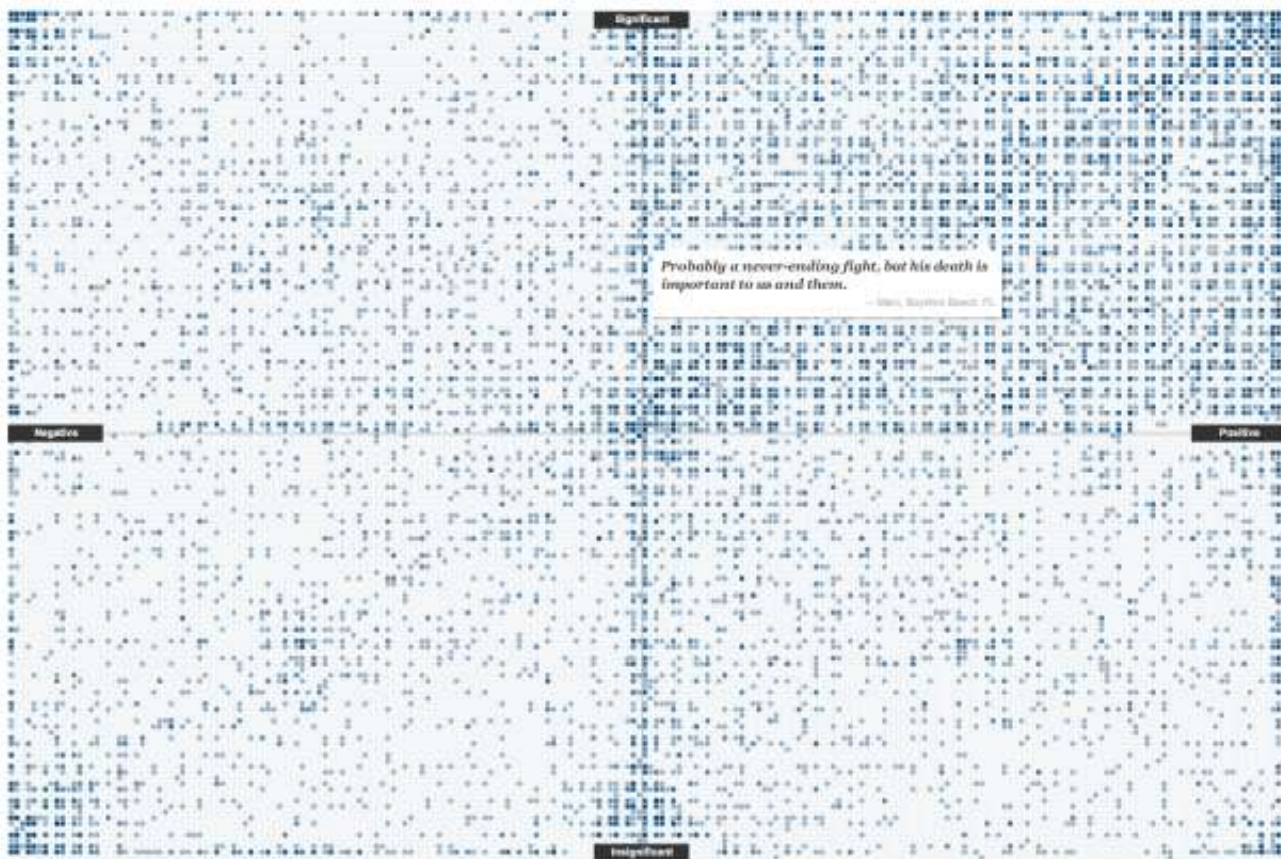 Significant
Probably a never-ending fight, but his death is
important to us and them.
Negative
Positive
Insignificant